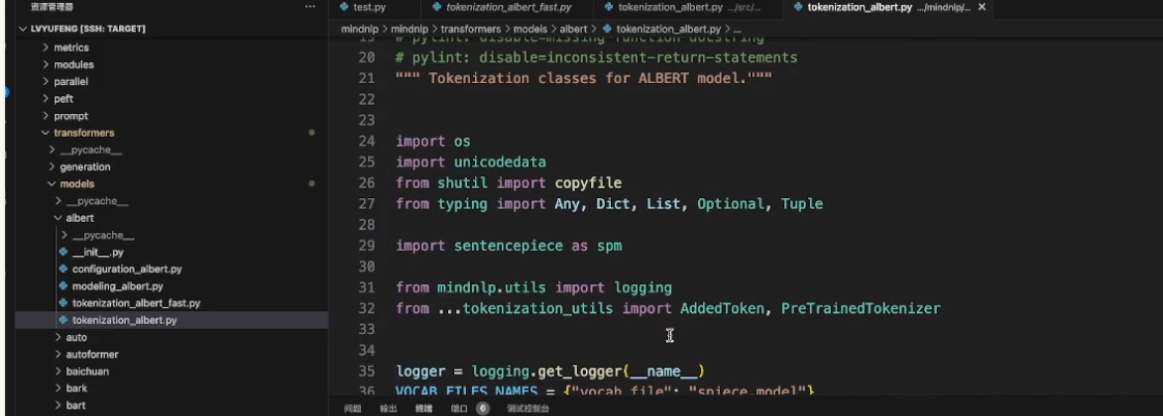 资源管理器 ···
LVYUFENG [SSH: TARGET]
metrics
modules
parallel
peft
prompt
transformers
__pycache__
generation
models
__pycache__
albert
__pycache__
__init__.py
configuration_albert.py
modeling_albert.py
tokenization_albert_fast.py
tokenization_albert.py
auto
autoformer
baichuan
bark
bart
test.py tokenization_albert_fast.py tokenization_albert.py .../src/... tokenization_albert.py .../mindnlp/...
mindnlp > mindnlp > transformers > models > albert > tokenization_albert.py > ...
19 # pylint: disable=missing-function-docstring
20 # pylint: disable=inconsistent-return-statements
21 """ Tokenization classes for ALBERT model."""
22
23
24 import os
25 import unicodedata
26 from shutil import copyfile
27 from typing import Any, Dict, List, Optional, Tuple
28
29 import sentencepiece as spm
30
31 from mindnlp.utils import logging
32 from ...tokenization_utils import AddedToken, PreTrainedTokenizer
33
34
35 logger = logging.get_logger(__name__)
36 VOCAB_FILES_NAMES = {"vocab_file": "spiece.model"}
问题 输出 终端 端口 6 调试控制台